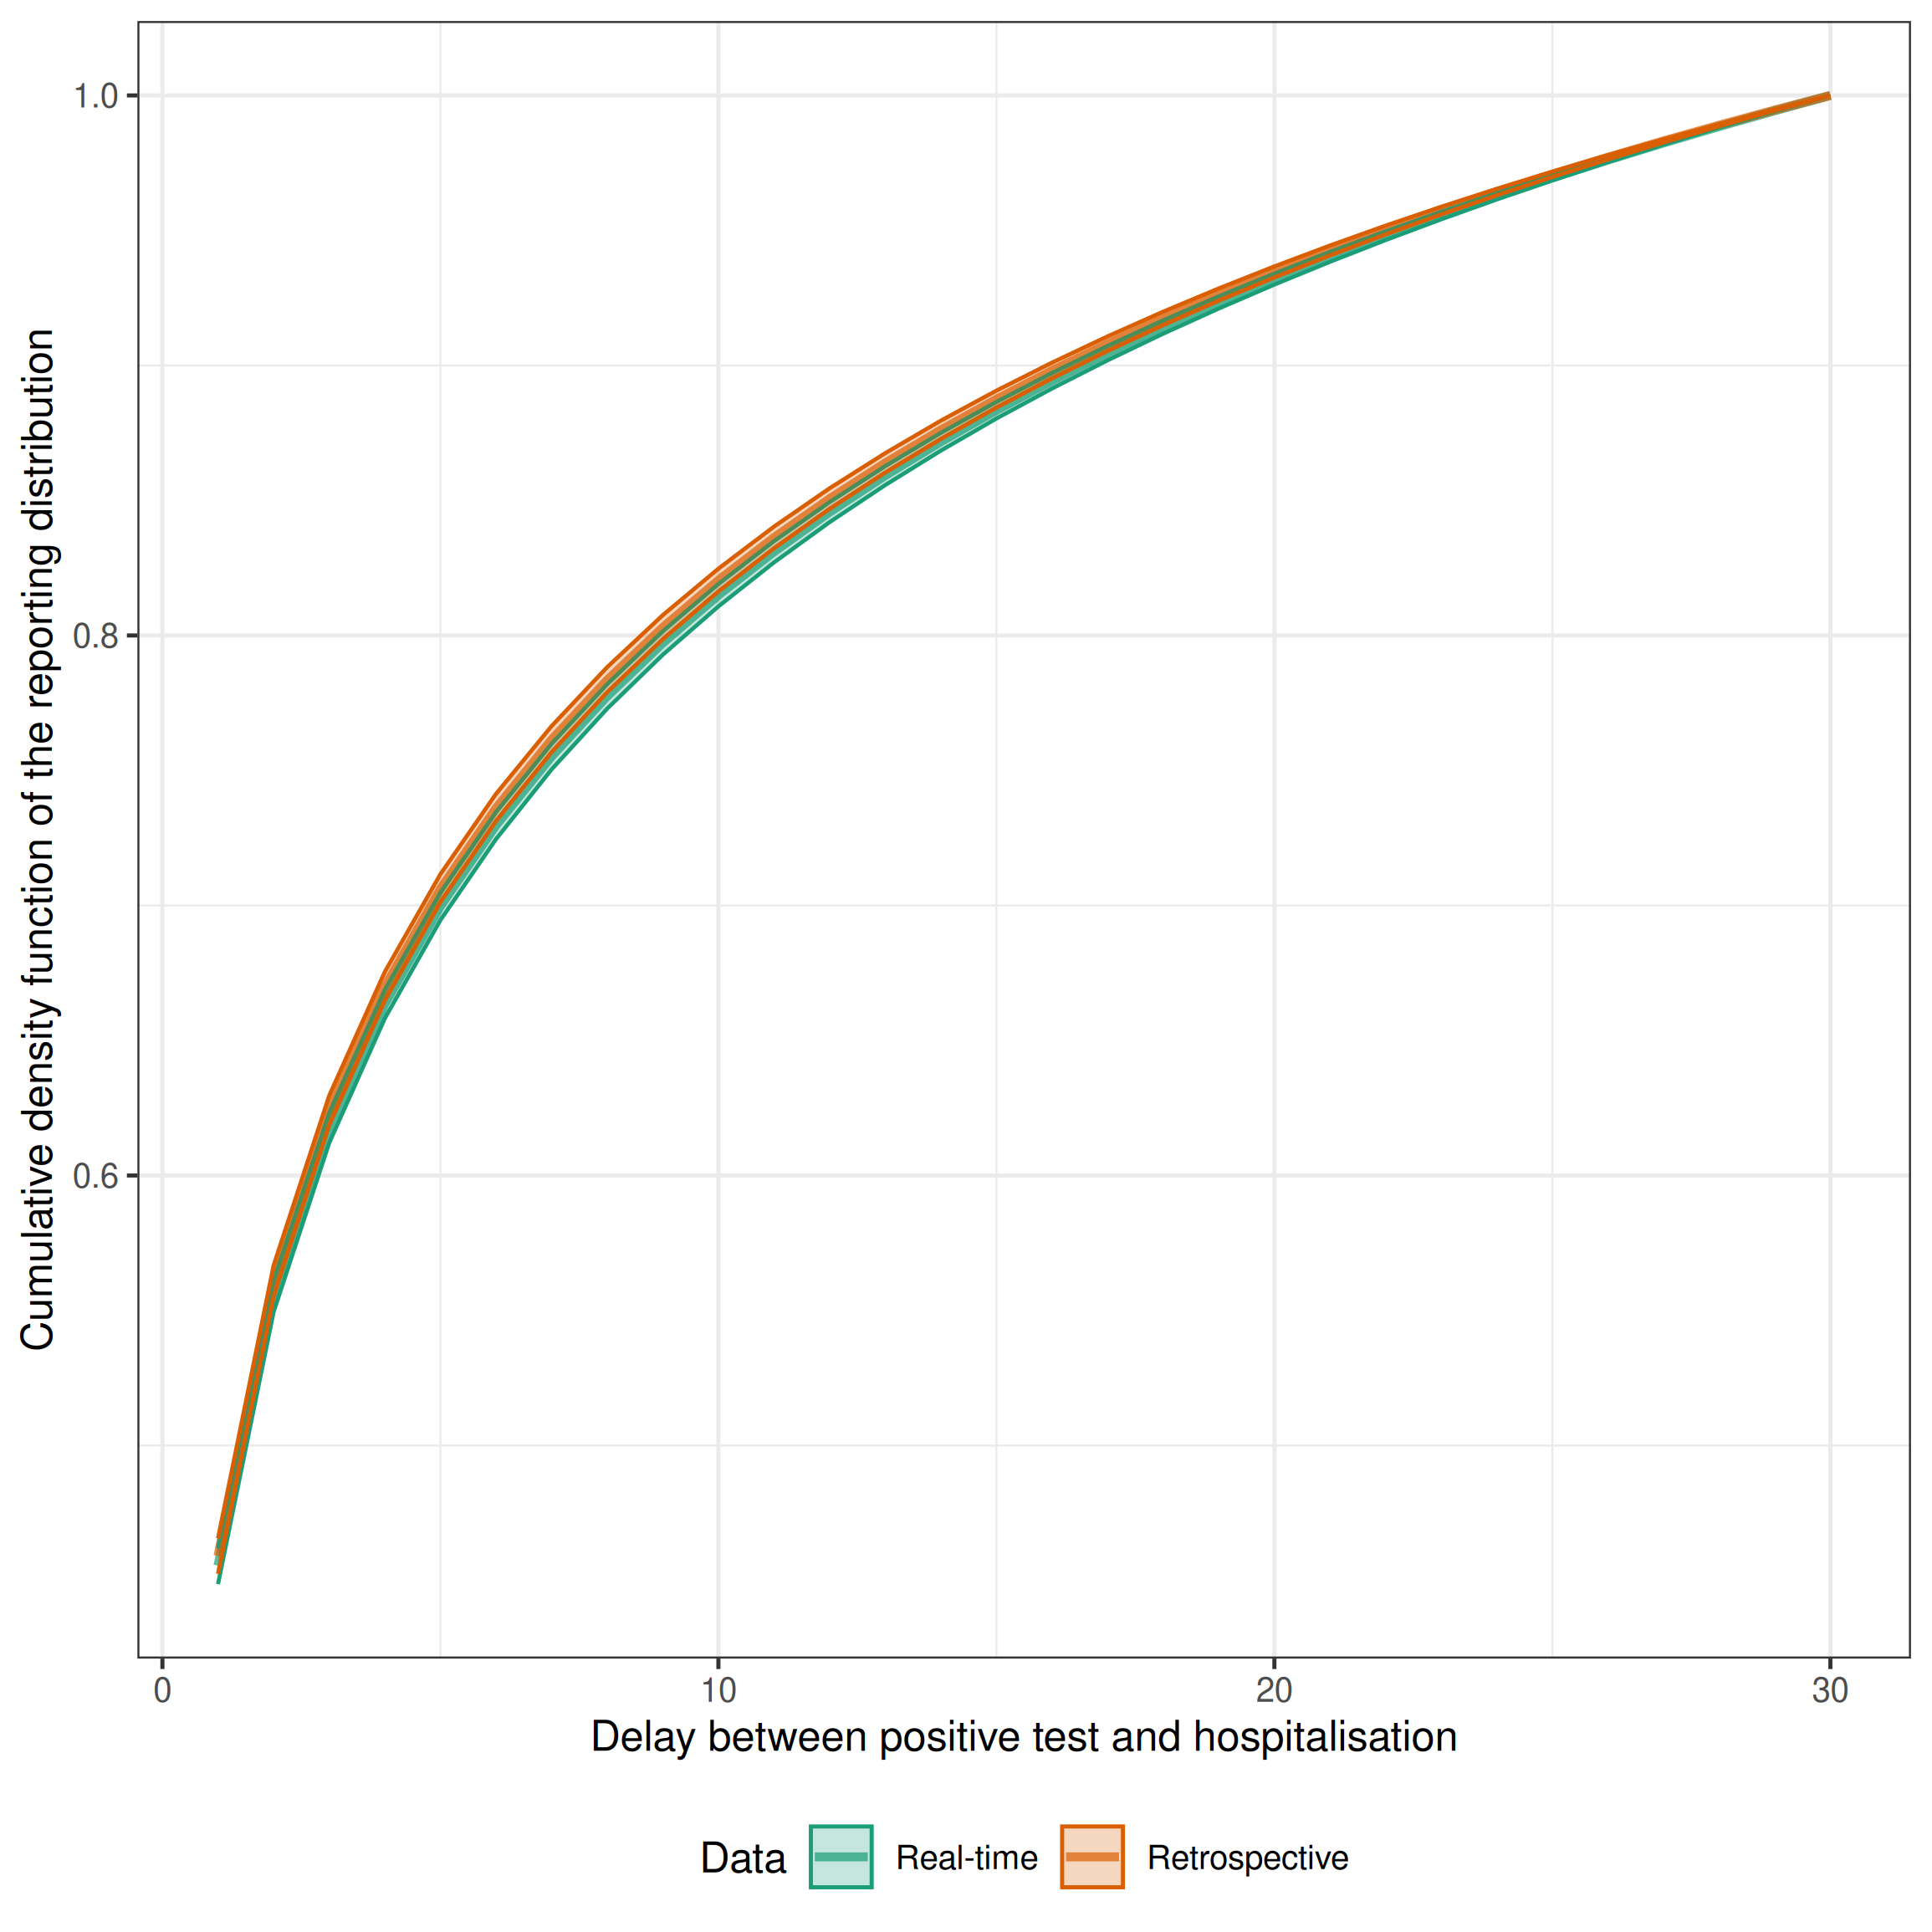 Cumulative density function of the reporting distribution
1.0
0.8
0.6
0 10 20 30
Delay between positive test and hospitalisation
Data Real-time Retrospective